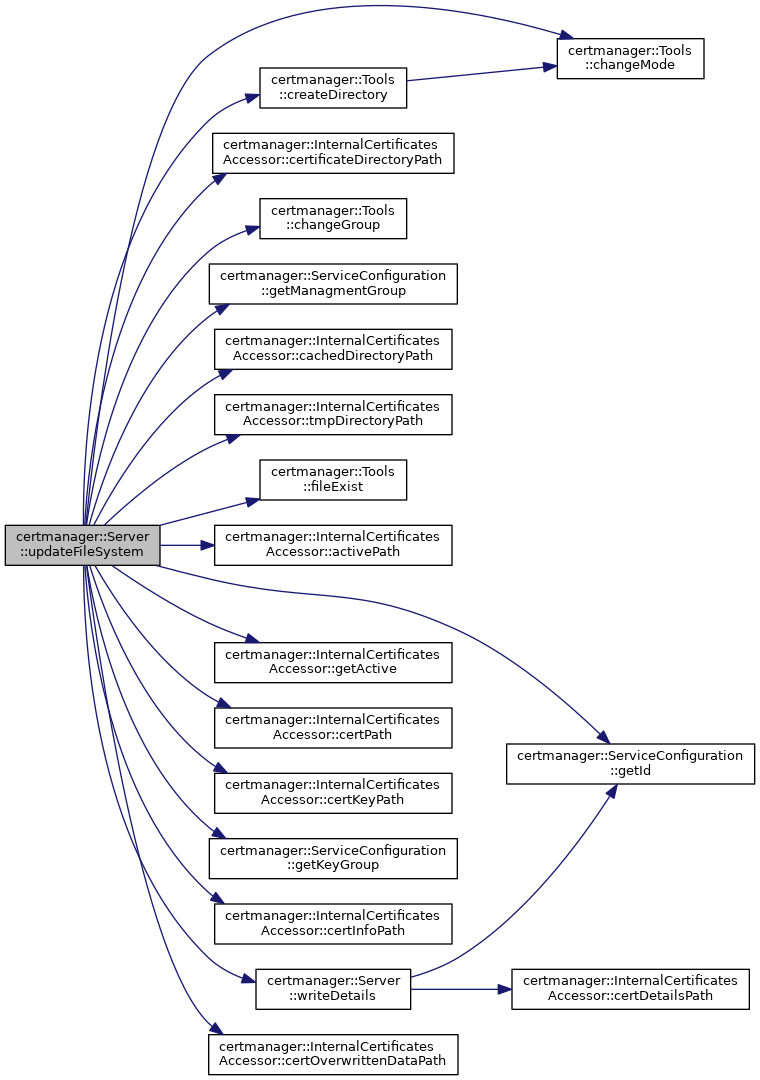 certmanager::Tools
::changeMode
certmanager::Tools
::createDirectory
certmanager::InternalCertificates
Accessor::certificateDirectoryPath
certmanager::Tools
::changeGroup
certmanager::ServiceConfiguration
::getManagmentGroup
certmanager::InternalCertificates
Accessor::cachedDirectoryPath
certmanager::InternalCertificates
Accessor::tmpDirectoryPath
certmanager::Tools
::fileExist
certmanager::Server
::updateFileSystem
certmanager::InternalCertificates
Accessor::activePath
certmanager::InternalCertificates
Accessor::getActive
certmanager::InternalCertificates
Accessor::certPath
certmanager::ServiceConfiguration
::getId
certmanager::InternalCertificates
Accessor::certKeyPath
certmanager::ServiceConfiguration
::getKeyGroup
certmanager::InternalCertificates
Accessor::certInfoPath
certmanager::Server
::writeDetails
certmanager::InternalCertificates
Accessor::certDetailsPath
certmanager::InternalCertificates
Accessor::certOverwrittenDataPath